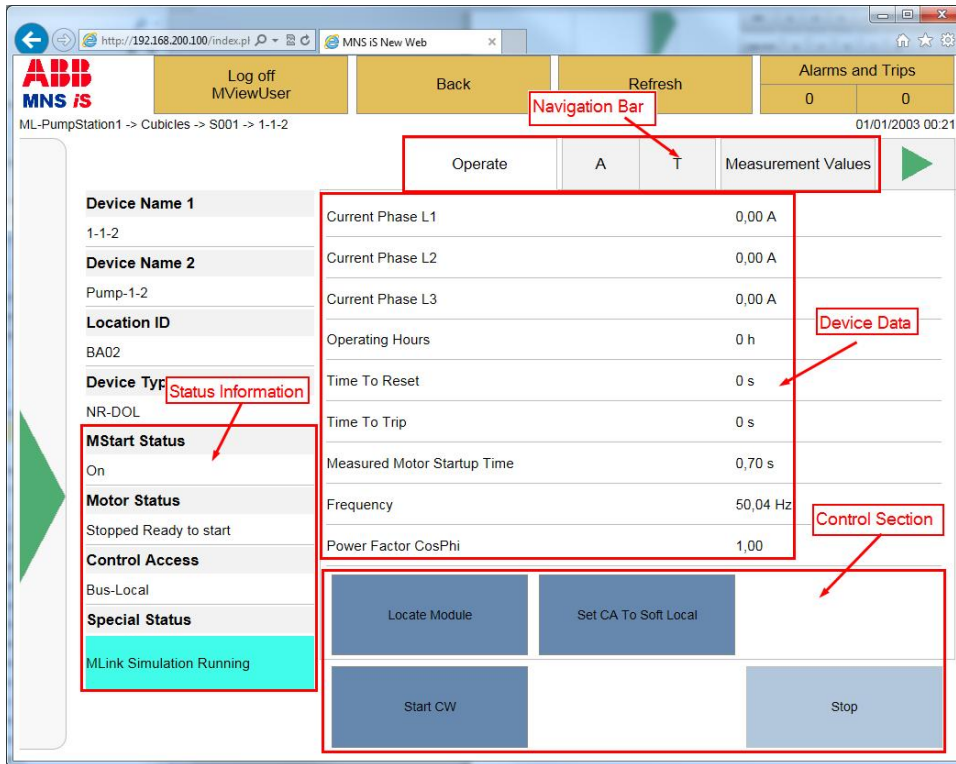 http://192.168.200.100/index.pl
MNS iS New Web
ABB
MNS iS
Log off
MViewUser
Back
Refresh
Alarms and Trips
0 0
ML-PumpStation1 -> Cubicles -> S001 -> 1-1-2
01/01/2003 00:21
Navigation Bar
Operate A T Measurement Values
Device Name 1
1-1-2
Device Name 2
Pump-1-2
Location ID
BA02
Device Typ
NR-DOL
Status Information
MStart Status
On
Motor Status
Stopped Ready to start
Control Access
Bus-Local
Special Status
MLink Simulation Running
Current Phase L1 0,00 A
Current Phase L2 0,00 A
Current Phase L3 0,00 A
Operating Hours 0 h
Time To Reset 0 s
Time To Trip 0 s
Measured Motor Startup Time 0,70 s
Frequency 50,04 Hz
Power Factor CosPhi 1,00
Device Data
Control Section
Locate Module
Set CA To Soft Local
Start CW
Stop